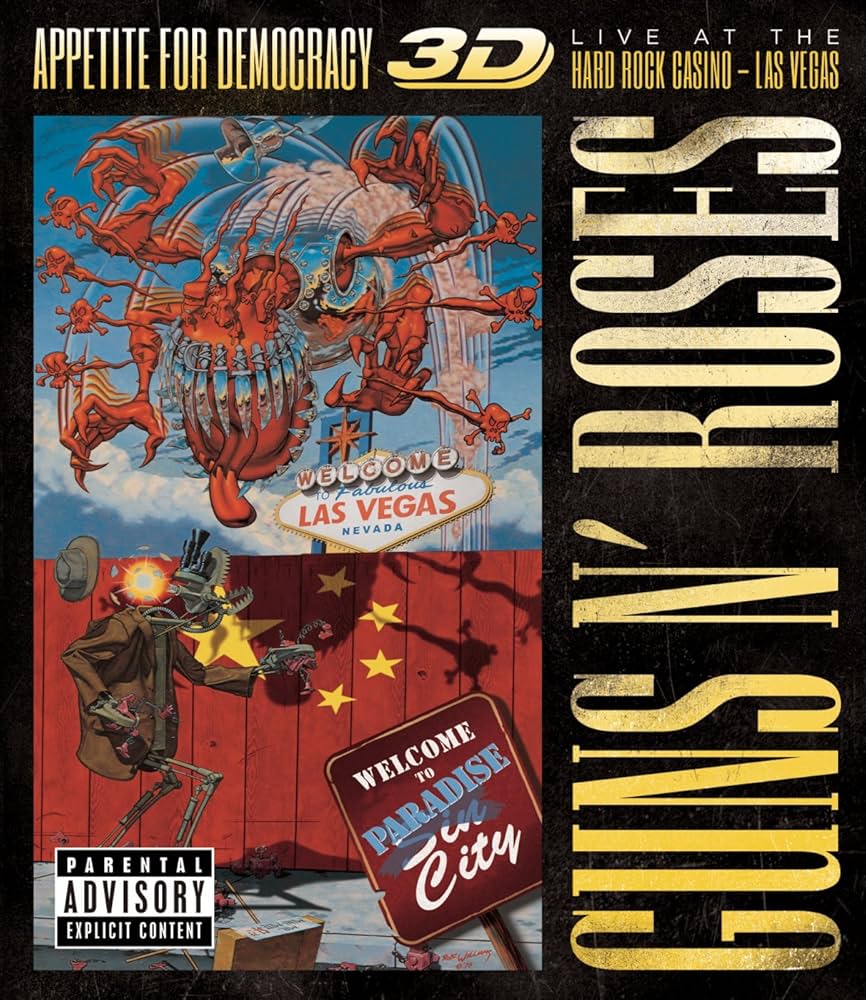 APPETITE FOR DEMOCRACY 3D
LIVE AT THE
HARD ROCK CASINO – LAS VEGAS
GUNS N' ROSES
WELCOME
TO Fabulous
LAS VEGAS
NEVADA
WELCOME
TO
PARADISE
Sin
City
PARENTAL
ADVISORY
EXPLICIT CONTENT